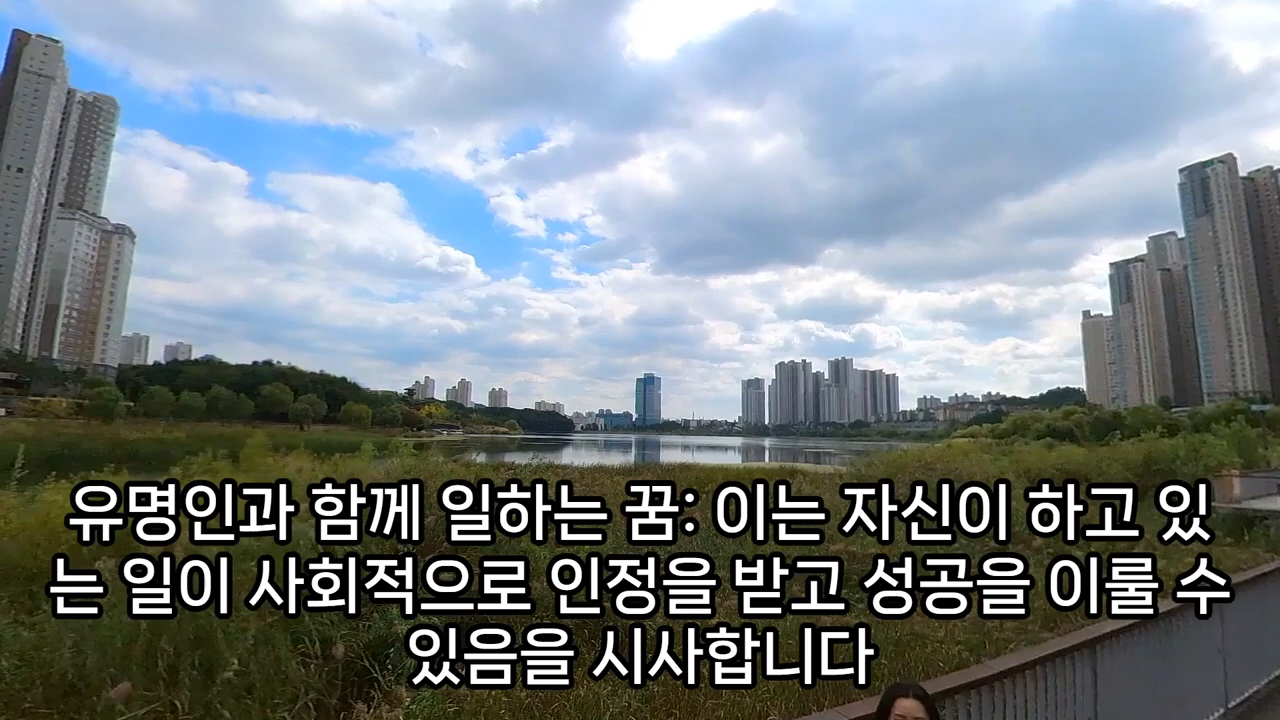 유명인과 함께 일하는 꿈: 이는 자신이 하고 있
는 일이 사회적으로 인정을 받고 성공을 이룰 수
있음을 시사합니다